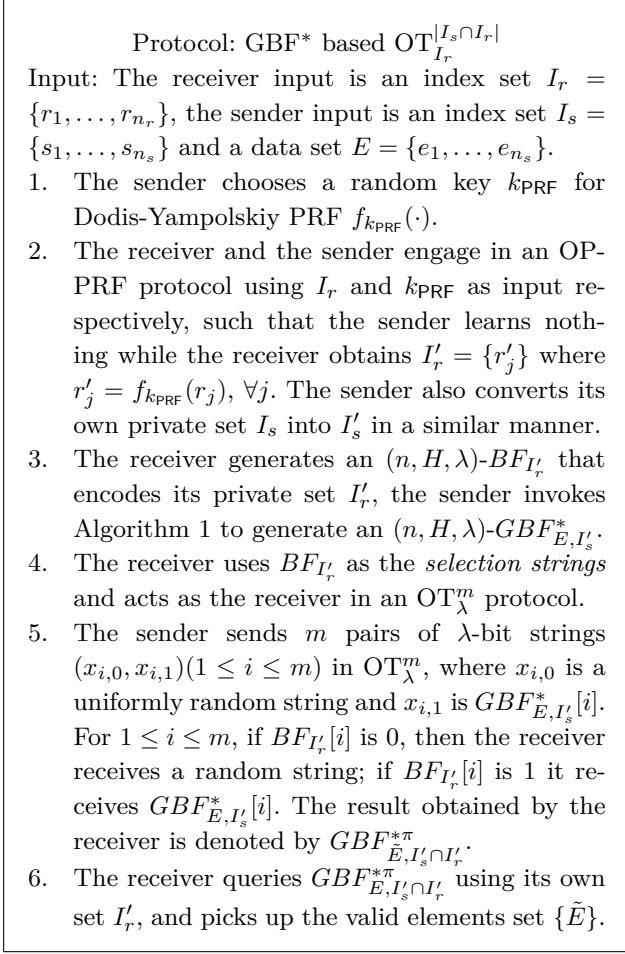 Protocol: GBF* based OT_{I_r}^{|I_s∩I_r|}
Input: The receiver input is an index set I_r =
{r_1, . . . , r_{n_r}}, the sender input is an index set I_s =
{s_1, . . . , s_{n_s}} and a data set E = {e_1, . . . , e_{n_s}}.
1. The sender chooses a random key k_{PRF} for
Dodis-Yampolskiy PRF f_{k_{PRF}}(·).
2. The receiver and the sender engage in an OP-
PRF protocol using I_r and k_{PRF} as input re-
spectively, such that the sender learns noth-
ing while the receiver obtains I'_r = {r'_j} where
r'_j = f_{k_{PRF}}(r_j), ∀j. The sender also converts its
own private set I_s into I'_s in a similar manner.
3. The receiver generates an (n, H, λ)-BF_{I'_r} that
encodes its private set I'_r, the sender invokes
Algorithm 1 to generate an (n, H, λ)-GBF*_{E,I'_s}.
4. The receiver uses BF_{I'_r} as the selection strings
and acts as the receiver in an OT_λ^m protocol.
5. The sender sends m pairs of λ-bit strings
(x_{i,0}, x_{i,1})(1 ≤ i ≤ m) in OT_λ^m, where x_{i,0} is a
uniformly random string and x_{i,1} is GBF*_{E,I'_s}[i].
For 1 ≤ i ≤ m, if BF_{I'_r}[i] is 0, then the receiver
receives a random string; if BF_{I'_r}[i] is 1 it re-
ceives GBF*_{E,I'_s}[i]. The result obtained by the
receiver is denoted by GBF^{*π}_{Ẽ,I'_s∩I'_r}.
6. The receiver queries GBF^{*π}_{E,I'_s∩I'_r} using its own
set I'_r, and picks up the valid elements set {Ẽ}.